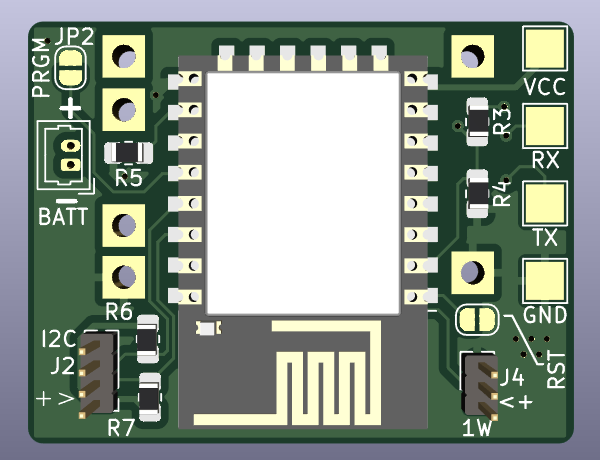 JP2
PRGM
+
VCC
R3
RX
R5
R4
BATT
−
TX
R6
GND
I2C
J2
RST
+ >
J4
<+
R7
1W